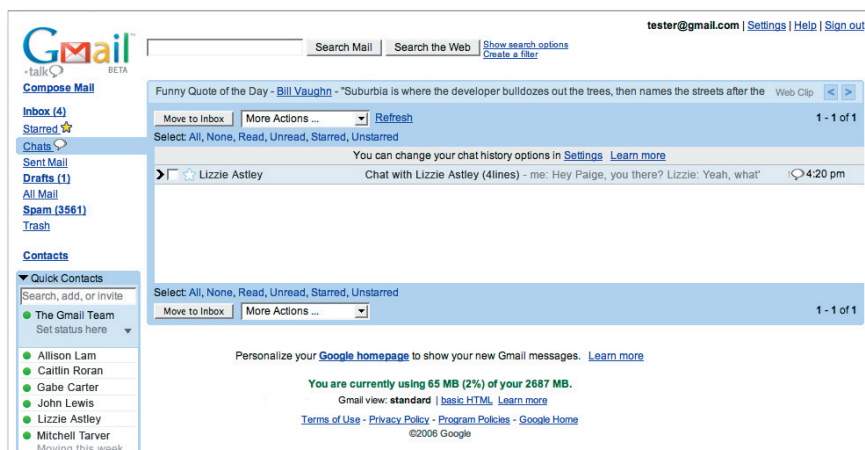 tester@gmail.com | Settings | Help | Sign out
Gmail
talk BETA
Search Mail Search the Web Show search options
Create a filter
Compose Mail
Inbox (4)
Starred
Chats
Sent Mail
Drafts (1)
All Mail
Spam (3561)
Trash
Contacts
Quick Contacts
Search, add, or invite
The Gmail Team
Set status here
Allison Lam
Caitlin Roran
Gabe Carter
John Lewis
Lizzie Astley
Mitchell Tarver
Moving this week
Funny Quote of the Day - Bill Vaughn - "Suburbia is where the developer bulldozes out the trees, then names the streets after the Web Clip < >
Move to Inbox More Actions ... Refresh 1 - 1 of 1
Select: All, None, Read, Unread, Starred, Unstarred
You can change your chat history options in Settings Learn more
Lizzie Astley Chat with Lizzie Astley (4lines) - me: Hey Paige, you there? Lizzie: Yeah, what' 4:20 pm
Select: All, None, Read, Unread, Starred, Unstarred
Move to Inbox More Actions ... 1 - 1 of 1
Personalize your Google homepage to show your new Gmail messages. Learn more
You are currently using 65 MB (2%) of your 2687 MB.
Gmail view: standard | basic HTML Learn more
Terms of Use - Privacy Policy - Program Policies - Google Home
©2006 Google